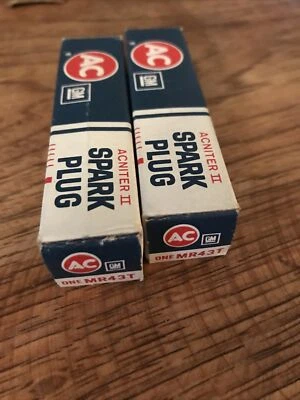 AC
GM
ACNITER II
SPARK
PLUG
AC
GM
ONE MR43T
AC
GM
ACNITER II
SPARK
PLUG
AC
GM
ONE MR43T